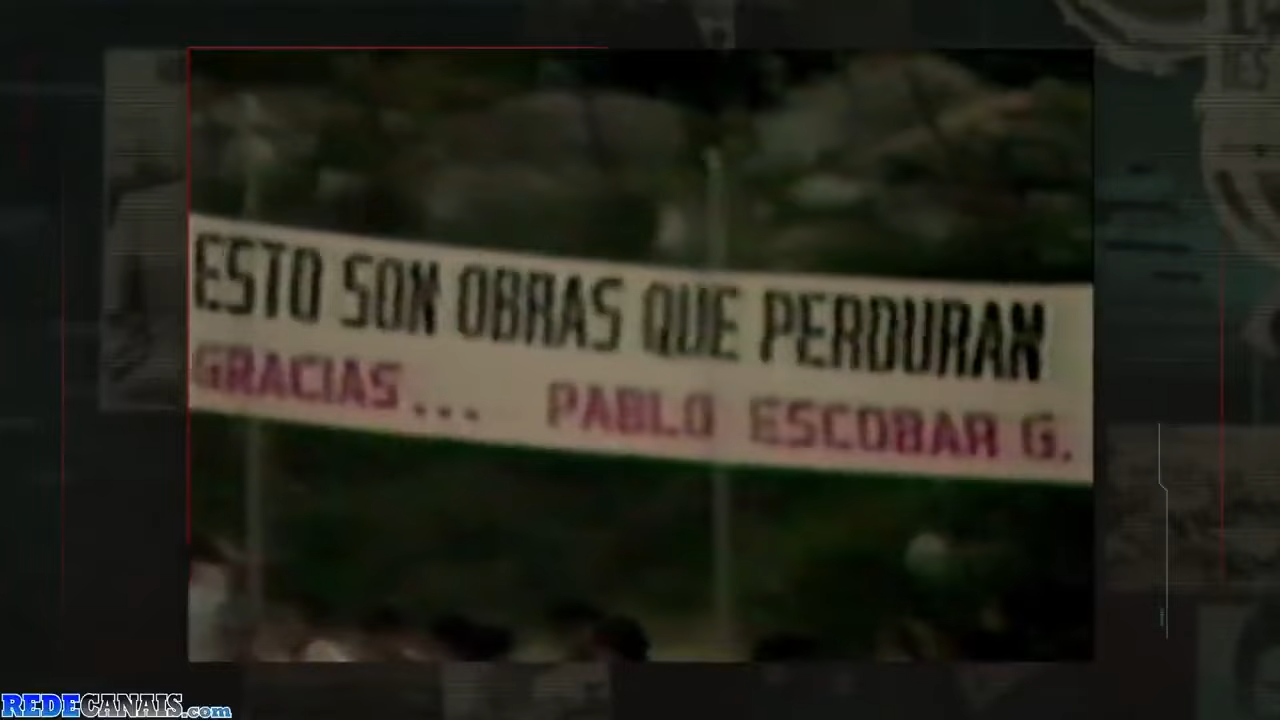 ESTO SON OBRAS QUE PERDURAN
GRACIAS... PABLO ESCOBAR G.
REDECANAIS.com